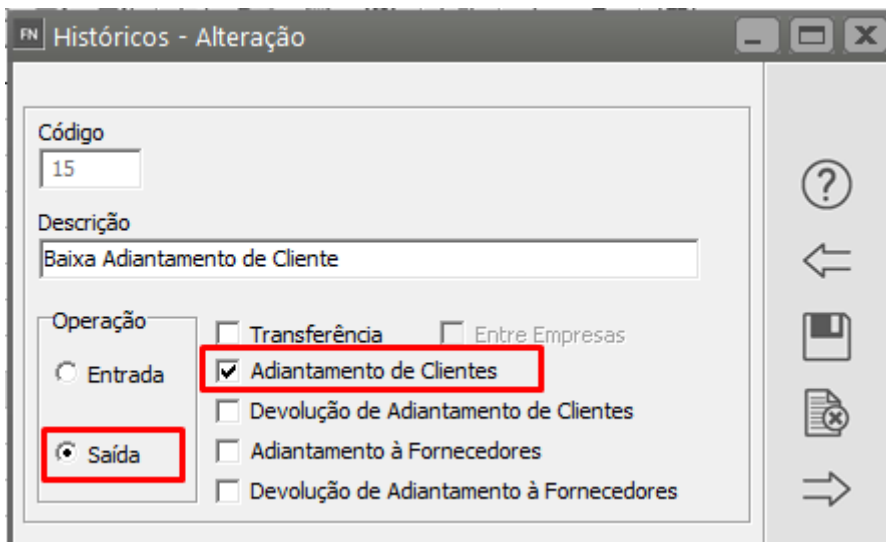 FN Históricos - Alteração
Código
15
Descrição
Baixa Adiantamento de Cliente
Operação
Transferência Entre Empresas
Entrada
Adiantamento de Clientes
Devolução de Adiantamento de Clientes
Saída
Adiantamento à Fornecedores
Devolução de Adiantamento à Fornecedores